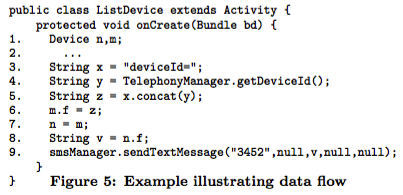 public class ListDevice extends Activity {
protected void onCreate(Bundle bd) {
1. Device n,m;
2. ...
3. String x = "deviceId=";
4. String y = TelephonyManager.getDeviceId();
5. String z = x.concat(y);
6. m.f = z;
7. n = m;
8. String v = n.f;
9. smsManager.sendTextMessage("3452",null,v,null,null);
}
} Figure 5: Example illustrating data flow